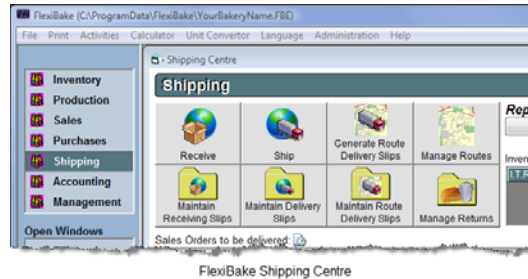 FlexiBake (C:\ProgramData\FlexiBake\YourBakeryName.FBE)
File Print Activities Calculator Unit Convertor Language Administration Help
Shipping Centre
Inventory
Production
Sales
Purchases
Shipping
Accounting
Management
Open Windows
Shipping
Receive
Ship
Generate Route Delivery Slips
Manage Routes
Maintain Receiving Slips
Maintain Delivery Slips
Maintain Route Delivery Slips
Manage Returns
Sales Orders to be delivered:
Rep
Inven
I.T.R
FlexiBake Shipping Centre